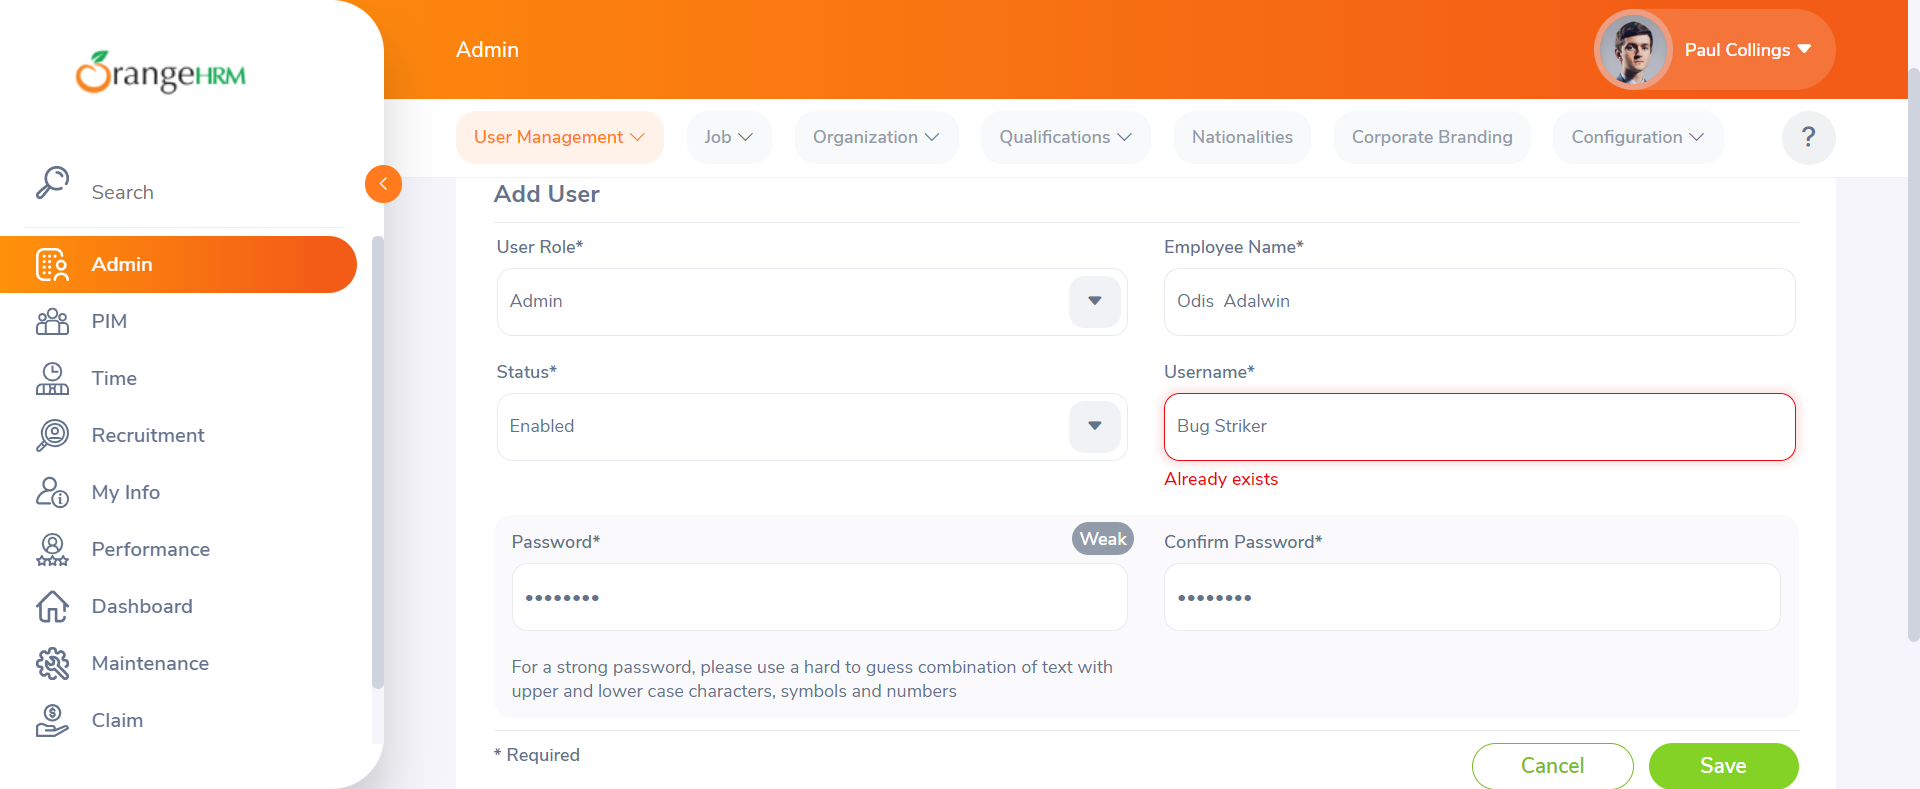 OrangeHRM
Admin
Paul Collings
User Management
Job
Organization
Qualifications
Nationalities
Corporate Branding
Configuration
?
Search
Admin
PIM
Time
Recruitment
My Info
Performance
Dashboard
Maintenance
Claim
Add User
User Role*
Admin
Employee Name*
Odis  Adalwin
Status*
Enabled
Username*
Bug Striker
Already exists
Password*
Weak
••••••••
Confirm Password*
••••••••
For a strong password, please use a hard to guess combination of text with
upper and lower case characters, symbols and numbers
* Required
Cancel
Save